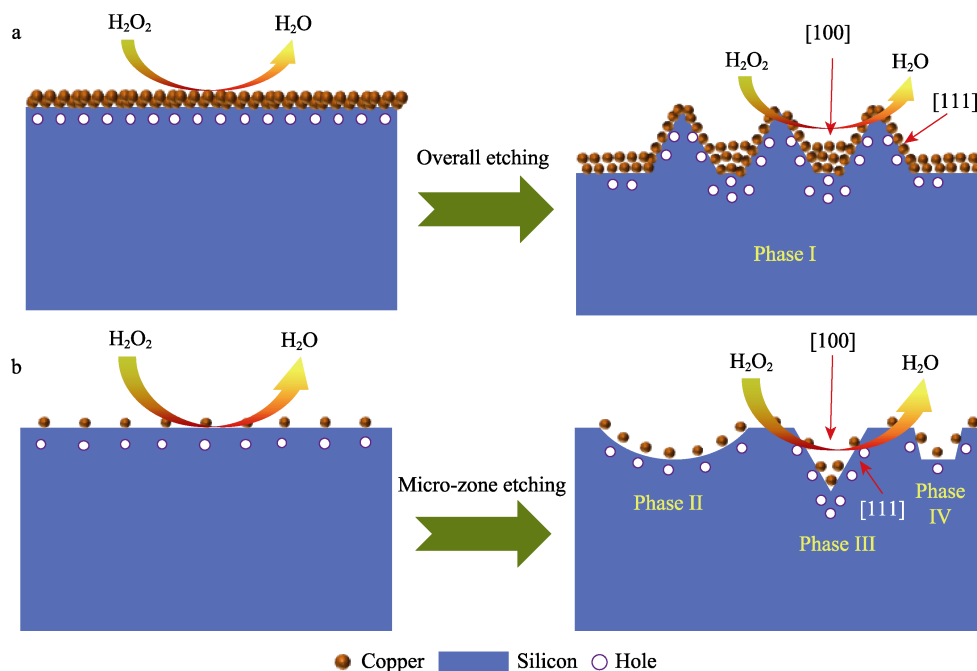 a
H₂O₂
H₂O
Overall etching
[100]
H₂O₂
H₂O
[111]
Phase I
b
H₂O₂
H₂O
Micro-zone etching
[100]
H₂O₂
H₂O
[111]
Phase II
Phase III
Phase
IV
Copper
Silicon
Hole